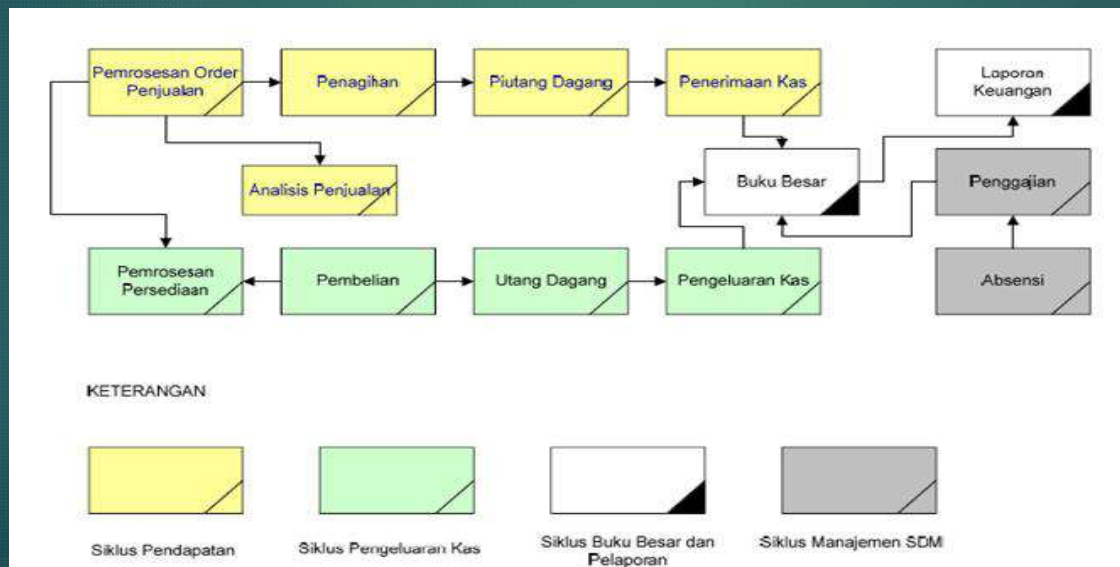 Pemrosesan Order
Penjualan
Penagihan
Piutang Dagang
Penerimaan Kas
Laporan
Keuangan
Analisis Penjualan
Buku Besar
Penggajian
Pemrosesan
Persediaan
Pembelian
Utang Dagang
Pengeluaran Kas
Absensi
KETERANGAN
Siklus Pendapatan
Siklus Pengeluaran Kas
Siklus Buku Besar dan
Pelaporan
Siklus Manajemen SDM